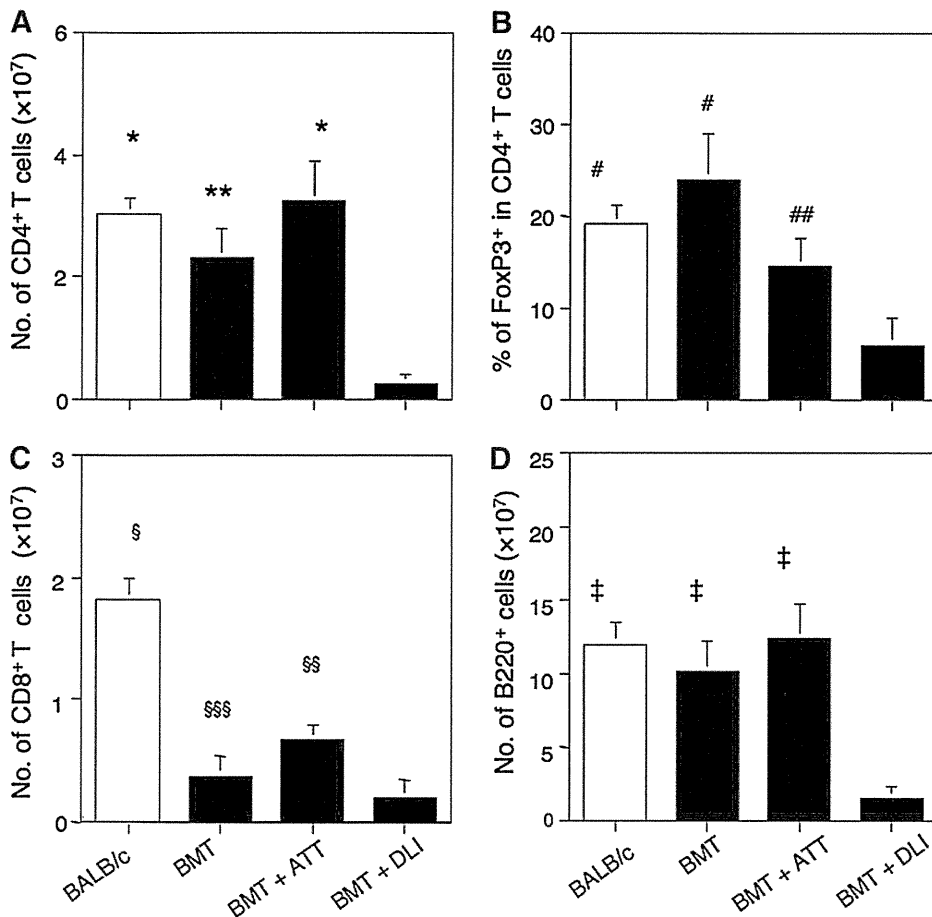 A
No. of CD4⁺ T cells (×10⁷)
6
4
2
0
*
**
*
B
% of FoxP3⁺ in CD4⁺ T cells
40
30
20
10
0
#
#
##
C
No. of CD8⁺ T cells (×10⁷)
3
2
1
0
§
§§§
§§
BALB/c
BMT
BMT + ATT
BMT + DLI
D
No. of B220⁺ cells (×10⁷)
25
20
15
10
5
0
‡
‡
‡
BALB/c
BMT
BMT + ATT
BMT + DLI